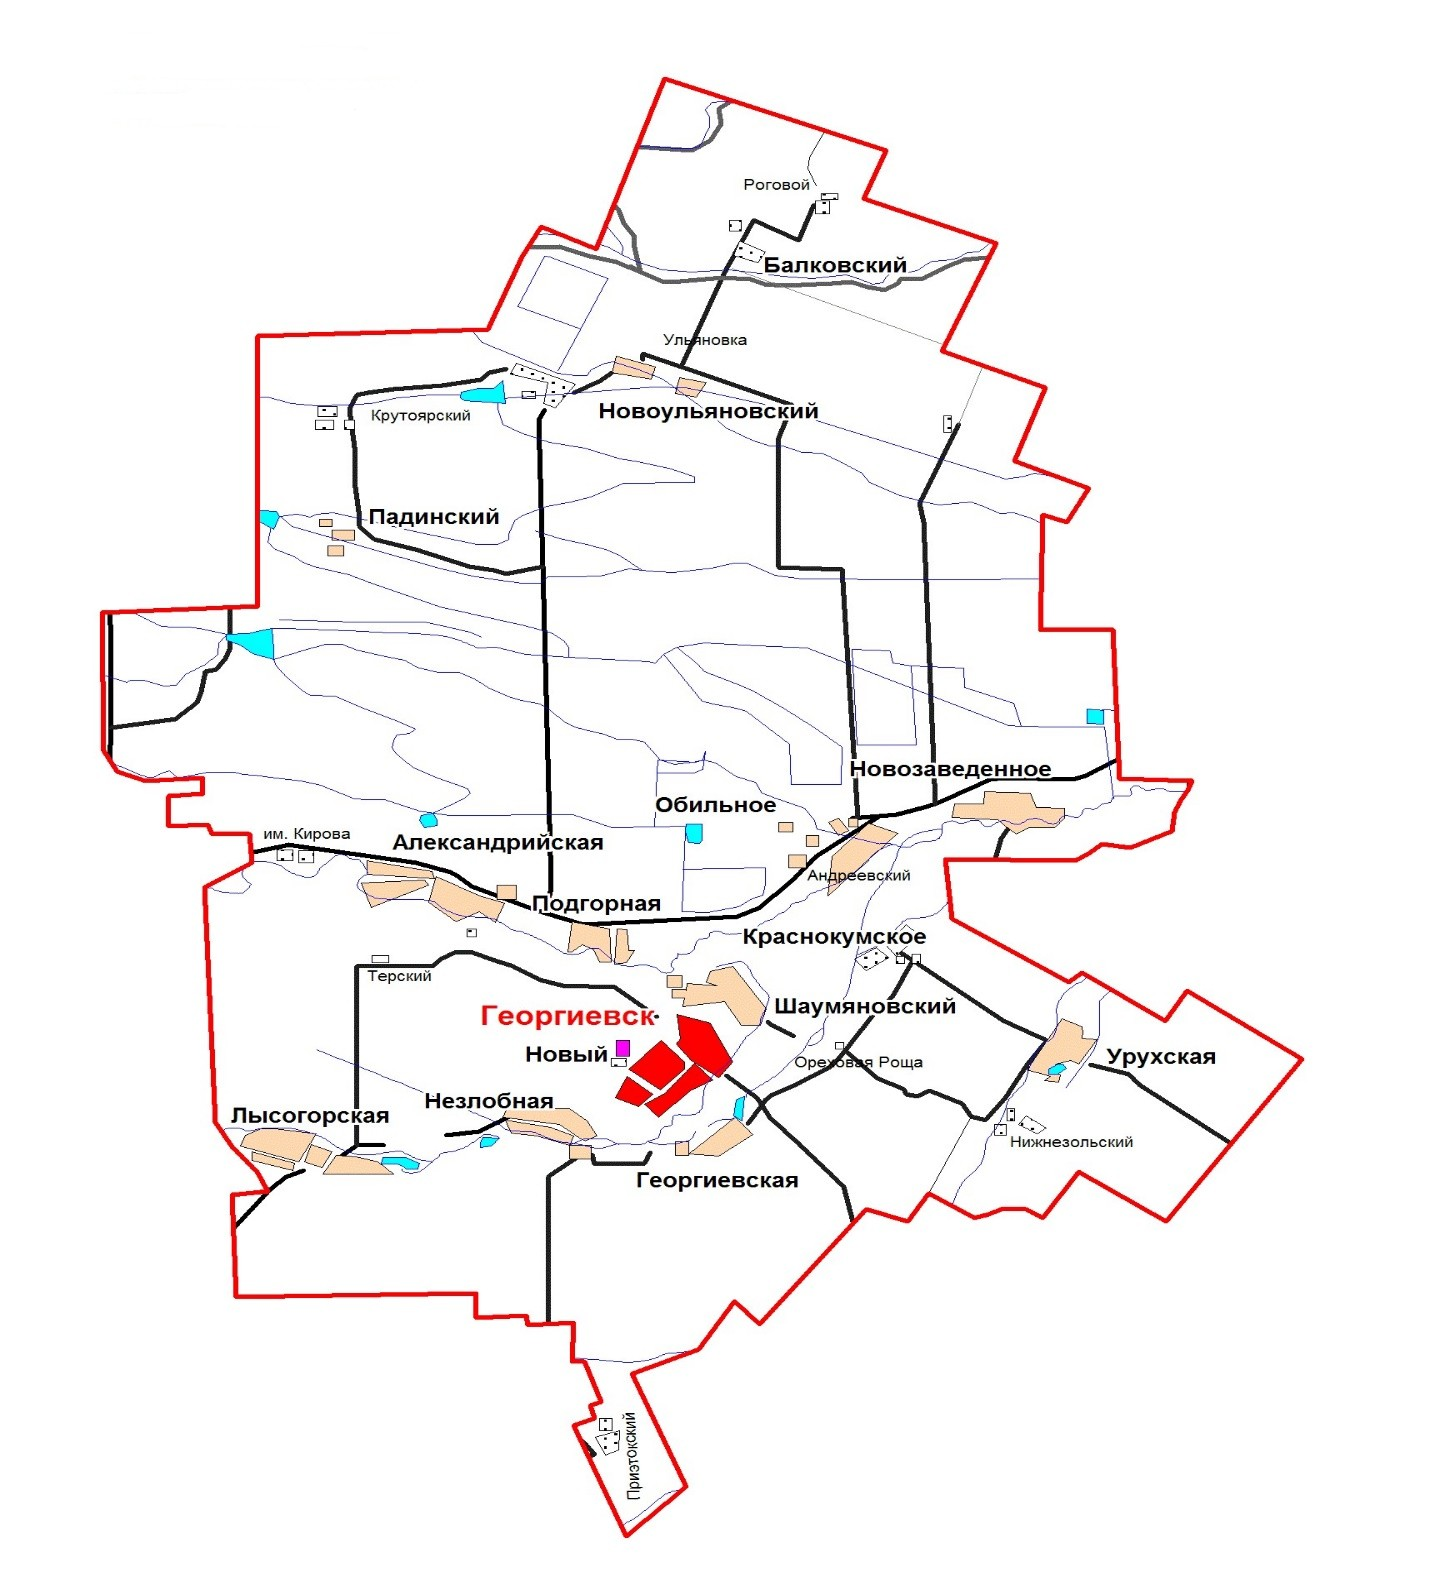 Роговой
Балковский
Ульяновка
Новоульяновский
Крутоярский
Падинский
Новозаведенное
Обильное
им. Кирова
Александрийская
Андреевский
Подгорная
Краснокумское
Терский
Шаумяновский
Георгиевск
Новый
Ореховая Роща
Урухская
Незлобная
Лысогорская
Нижнезольский
Георгиевская
Приэтокский